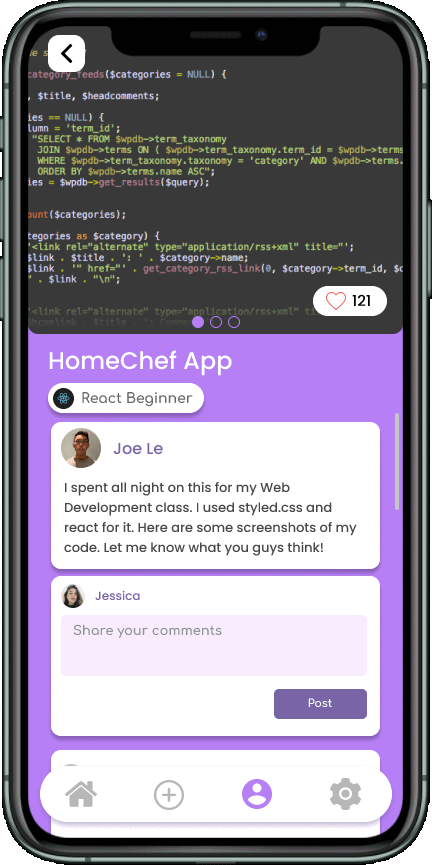 category_feeds($categories = NULL) {
, $title, $headcomments;
ies == NULL) {
lumn = 'term_id';
"SELECT * FROM $wpdb->term_taxonomy
JOIN $wpdb->terms ON ( $wpdb->term_taxonomy.term_id = $wpdb->terms
WHERE $wpdb->term_taxonomy.taxonomy = 'category' AND $wpdb->terms.
ORDER BY $wpdb->terms.name ASC";
ies = $wpdb->get_results($query);
ount($categories);
tegories as $category) {
'<link rel="alternate" type="application/rss+xml" title="';
$link . $title . ': ' . $category->name;
$link . '" href="' . get_category_rss_link(0, $category->term_id, $c
" . $link . "\n";
'<link rel="alternate" type="application/rss+xml" title="';
121
HomeChef App
React Beginner
Joe Le
I spent all night on this for my Web
Development class. I used styled.css and
react for it. Here are some screenshots of my
code. Let me know what you guys think!
Jessica
Share your comments
Post